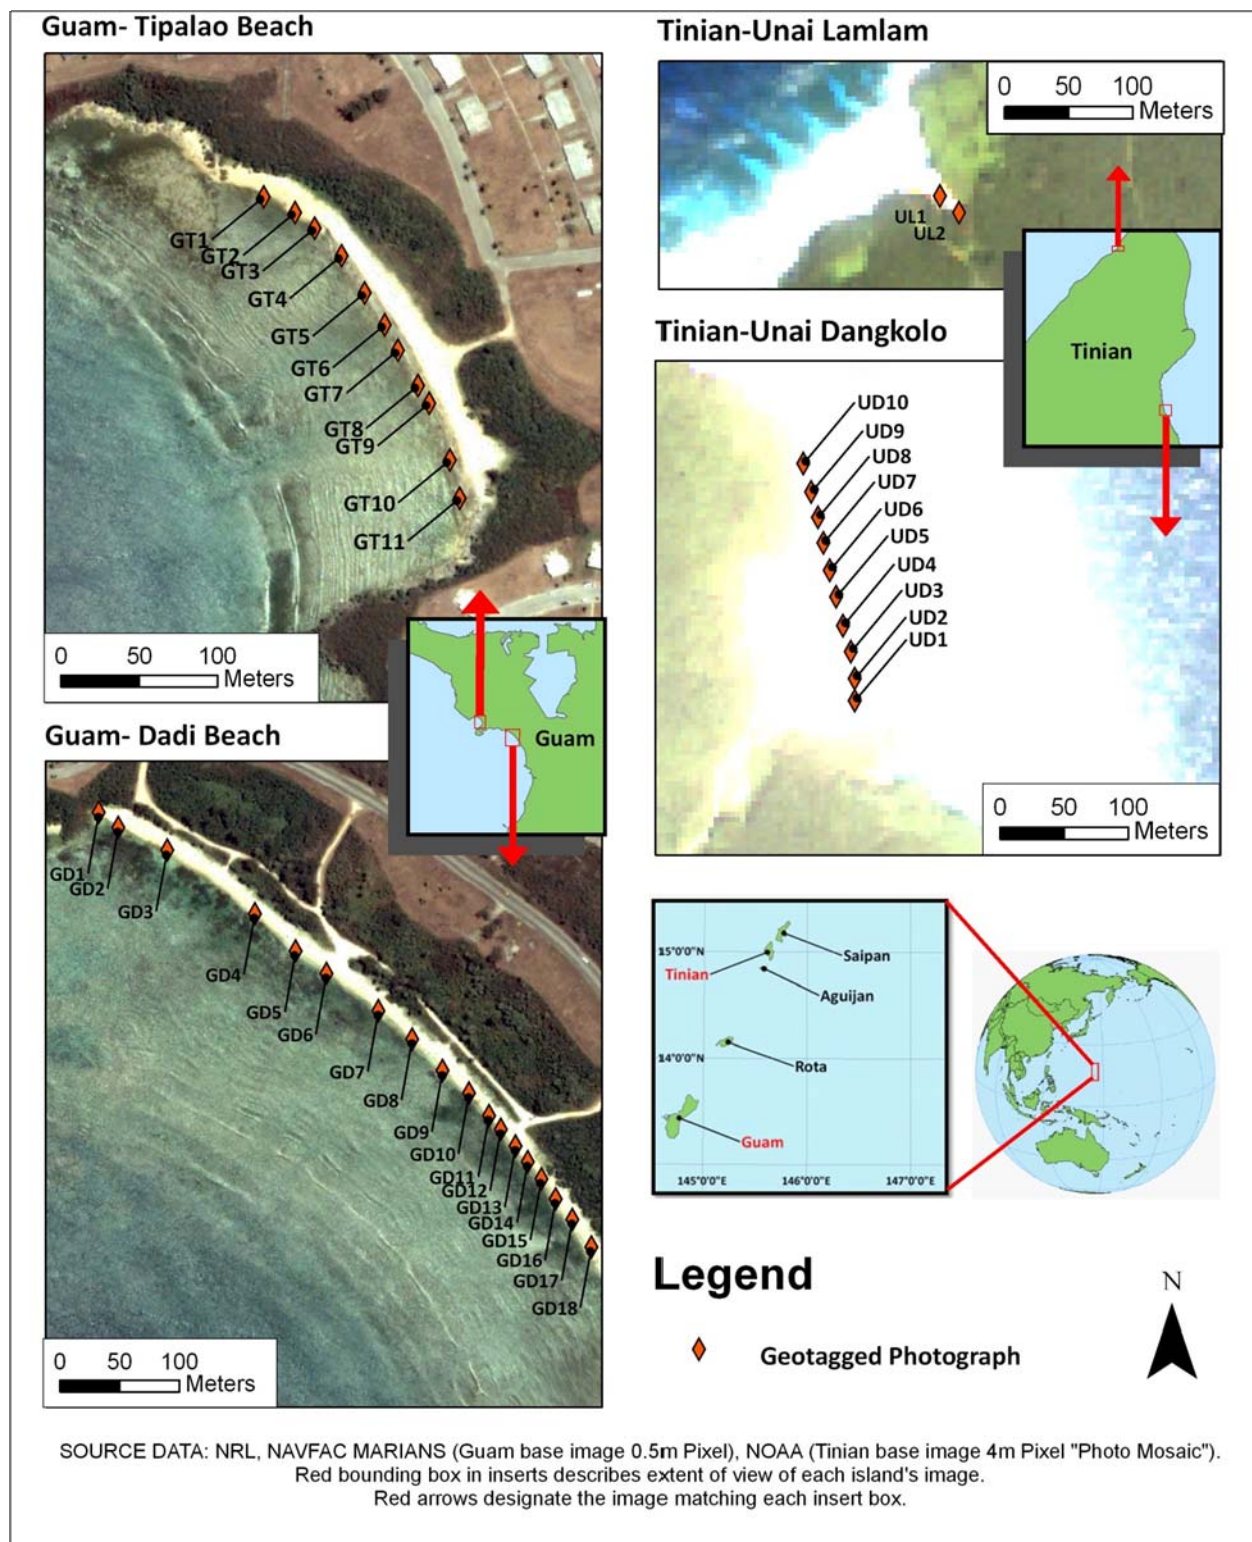 Guam- Tipalao Beach
GT1
GT2
GT3
GT4
GT5
GT6
GT7
GT8
GT9
GT10
GT11
0 50 100
Meters
Guam- Dadi Beach
GD1
GD2
GD3
GD4
GD5
GD6
GD7
GD8
GD9
GD10
GD11
GD12
GD13
GD14
GD15
GD16
GD17
GD18
0 50 100
Meters
Guam
Tinian-Unai Lamlam
0 50 100
Meters
UL1
UL2
Tinian
Tinian-Unai Dangkolo
UD10
UD9
UD8
UD7
UD6
UD5
UD4
UD3
UD2
UD1
0 50 100
Meters
15°0'0"N
Saipan
Tinian
Aguijan
14°0'0"N
Rota
Guam
145°0'0"E 146°0'0"E 147°0'0"E
Legend
Geotagged Photograph
N
SOURCE DATA: NRL, NAVFAC MARIANS (Guam base image 0.5m Pixel), NOAA (Tinian base image 4m Pixel "Photo Mosaic").
Red bounding box in inserts describes extent of view of each island's image.
Red arrows designate the image matching each insert box.